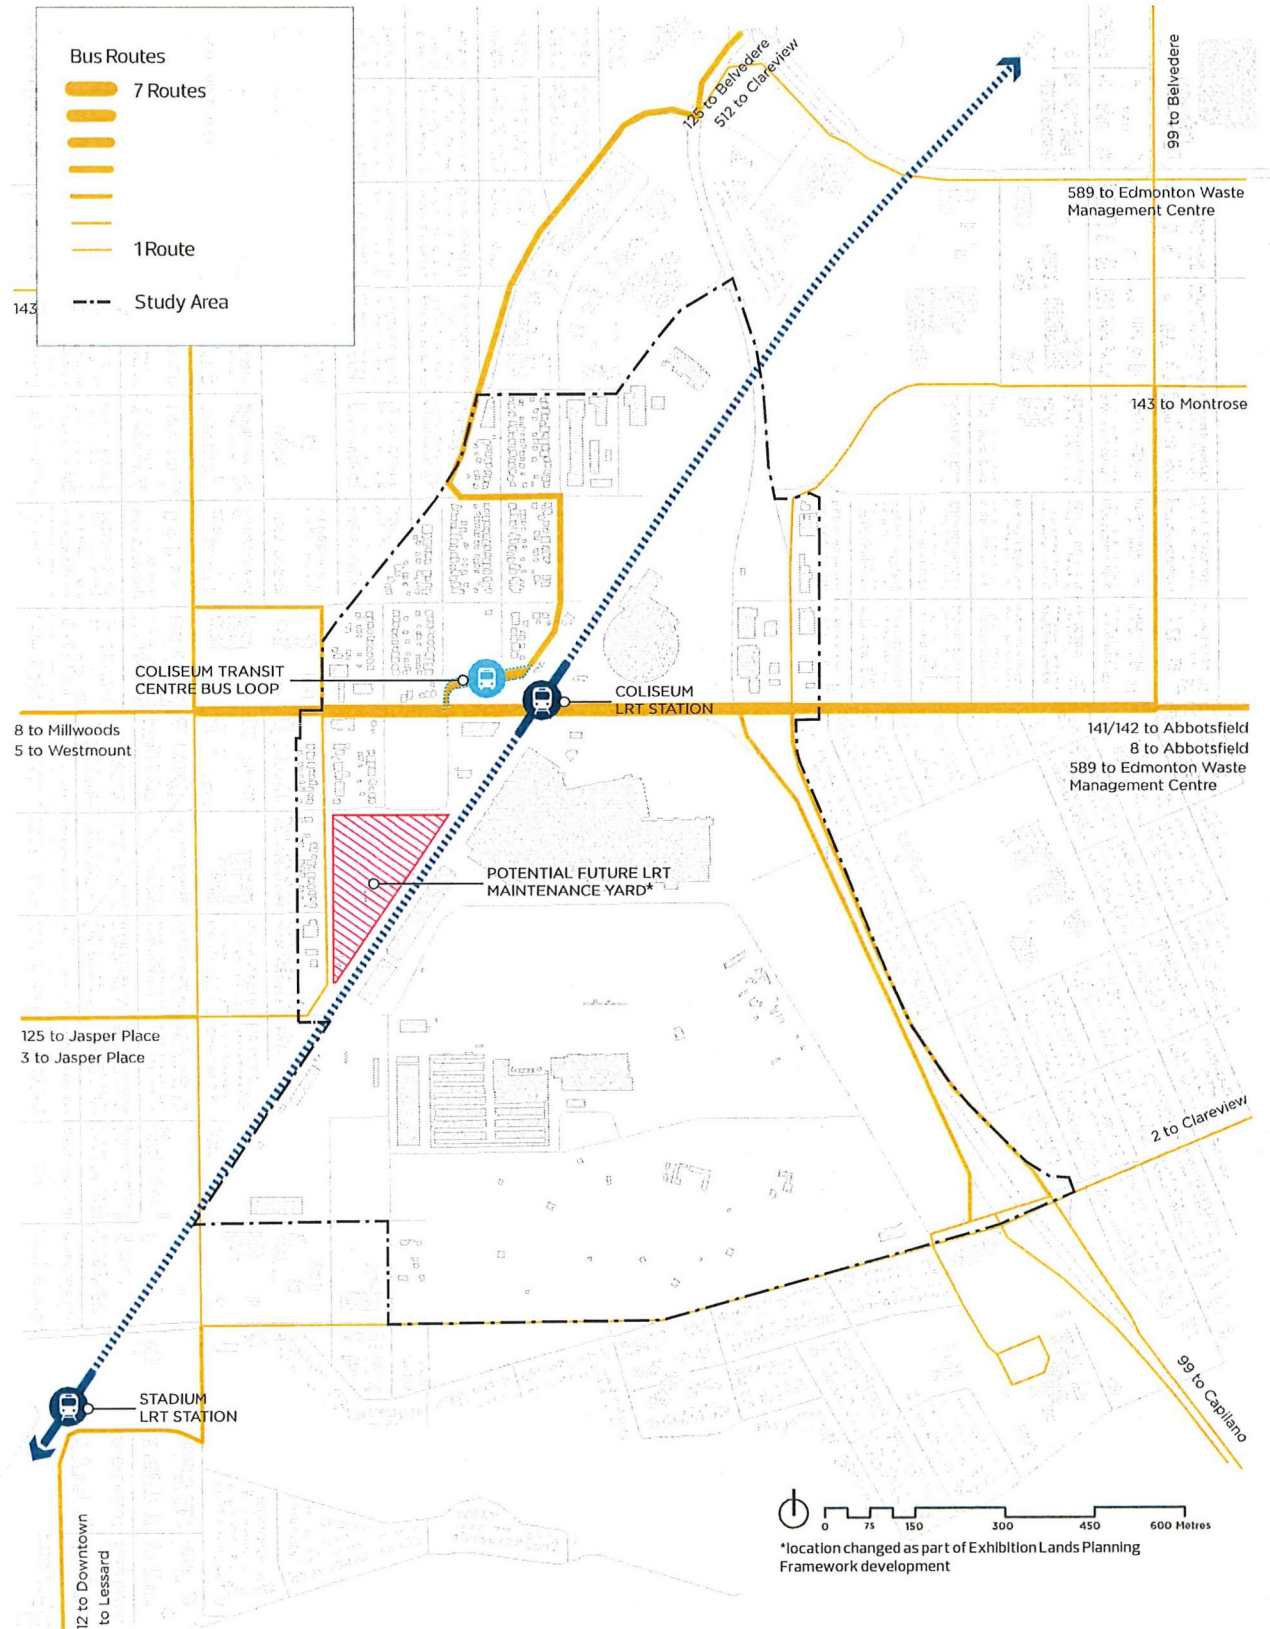 Bus Routes
7 Routes
1 Route
Study Area
125 to Belvedere
512 to Clareview
99 to Belvedere
589 to Edmonton Waste
Management Centre
143
143 to Montrose
COLISEUM TRANSIT
CENTRE BUS LOOP
COLISEUM
LRT STATION
8 to Millwoods
5 to Westmount
141/142 to Abbotsfield
8 to Abbotsfield
589 to Edmonton Waste
Management Centre
POTENTIAL FUTURE LRT
MAINTENANCE YARD*
125 to Jasper Place
3 to Jasper Place
2 to Clareview
99 to Capilano
STADIUM
LRT STATION
12 to Downtown
to Lessard
0 75 150 300 450 600 Metres
*location changed as part of Exhibition Lands Planning
Framework development